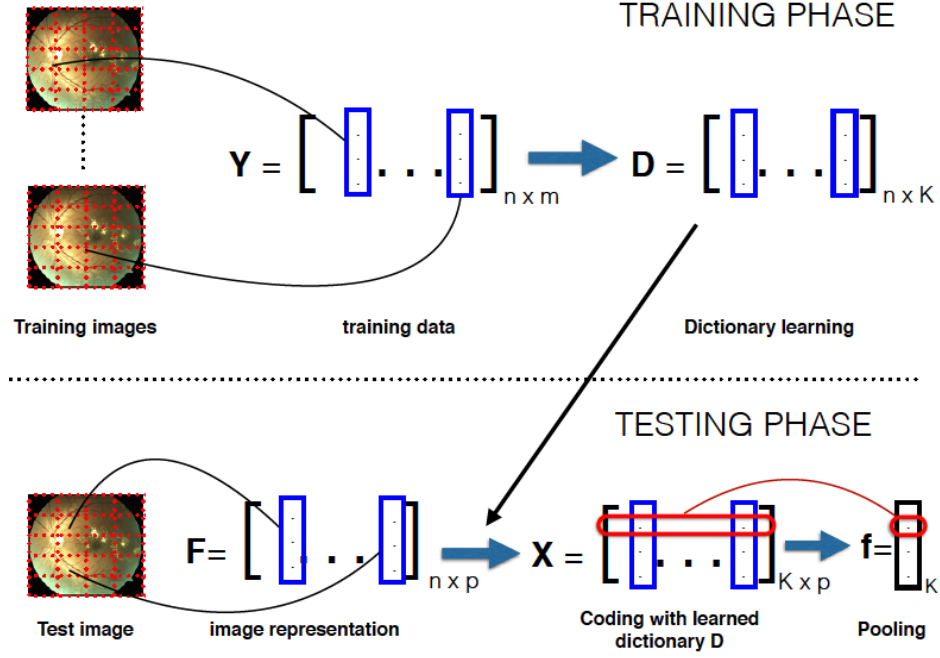 TRAINING PHASE
Y = [ . . . ] n x m
D = [ . . . ] n x K
Training images
training data
Dictionary learning
TESTING PHASE
F= [ . . . ] n x p
X = [ . . . ] K x p
f= K
Test image
image representation
Coding with learned
dictionary D
Pooling